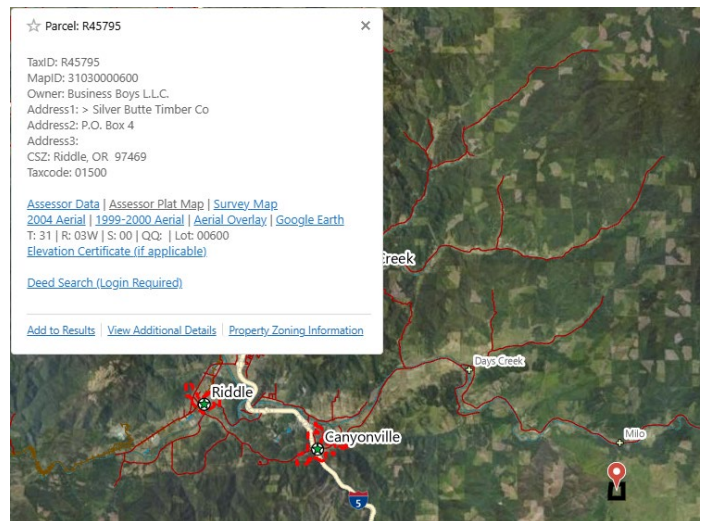 Parcel: R45795
TaxID: R45795
MapID: 31030000600
Owner: Business Boys L.L.C.
Address1: > Silver Butte Timber Co
Address2: P.O. Box 4
Address3:
CSZ: Riddle, OR 97469
Taxcode: 01500
Assessor Data | Assessor Plat Map | Survey Map
2004 Aerial | 1999-2000 Aerial | Aerial Overlay | Google Earth
T: 31 | R: 03W | S: 00 | QQ: | Lot: 00600
Elevation Certificate (if applicable)
Deed Search (Login Required)
Add to Results | View Additional Details | Property Zoning Information
Creek
Days Creek
Riddle
Canyonville
Milo
5